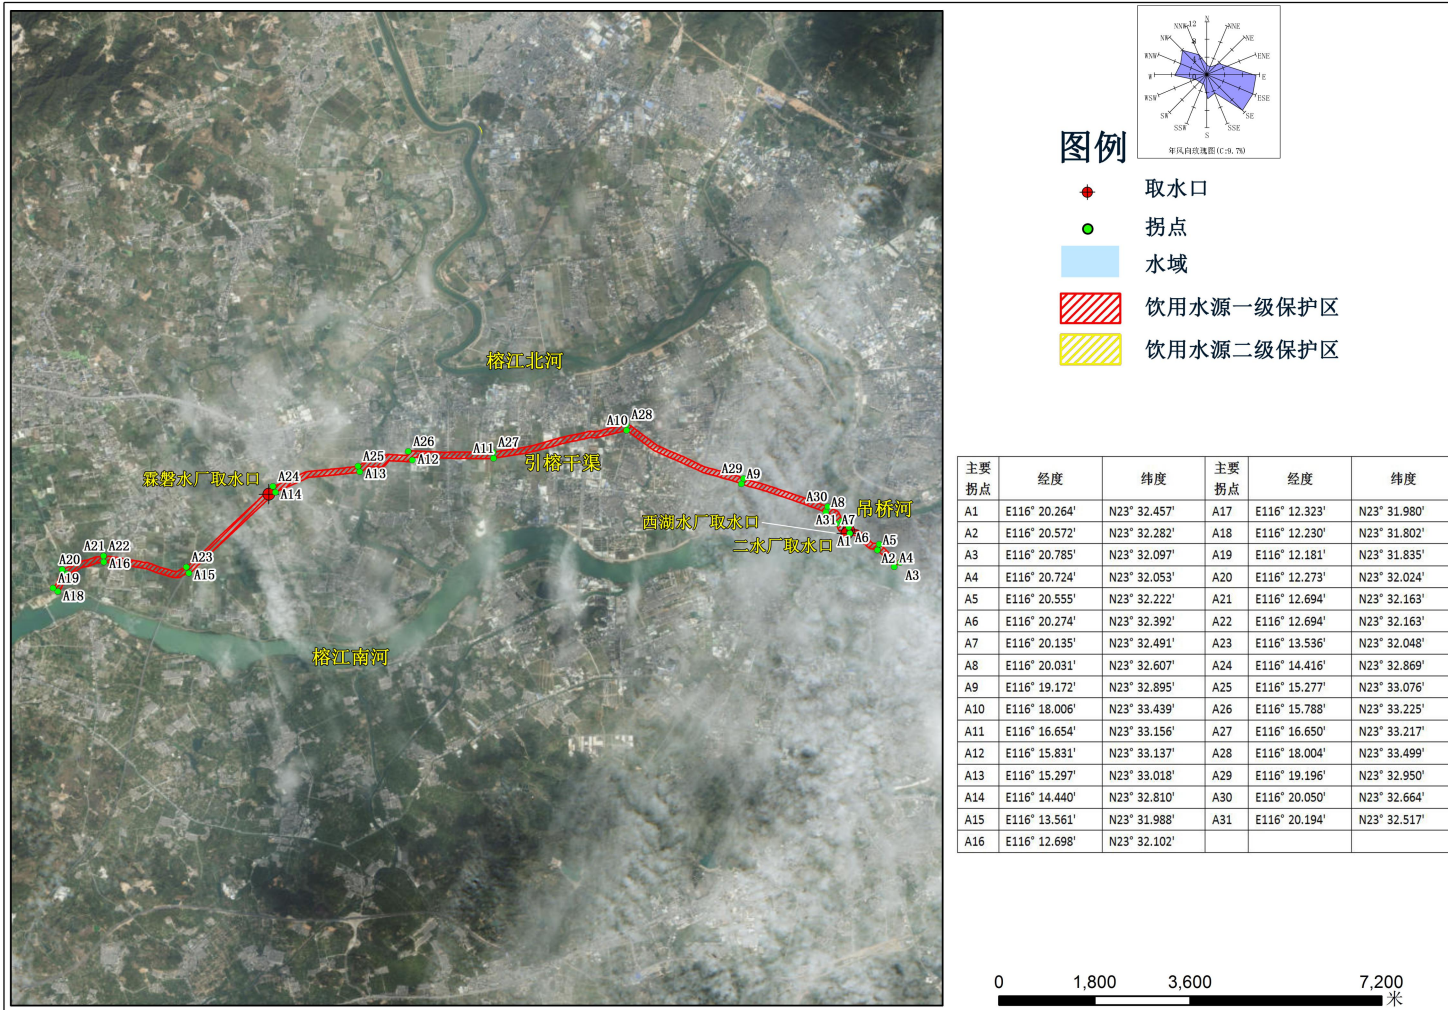 N
NNE
NE
ENE
E
ESE
SE
SSE
S
SSW
SW
WSW
W
WNW
NW
NNW
12
8
4
0
年风向玫瑰图(C:9.7%)
图例
取水口
拐点
水域
饮用水源一级保护区
饮用水源二级保护区
榕江北河
A10
A28
A26
A25
A11
A27
A12
A13
引榕干渠
霖磐水厂取水口
A24
A14
A29
A9
A30
A8
吊桥河
A31
A7
西湖水厂取水口
A1
A6
二水厂取水口
A5
A2
A4
A3
A21
A22
A20
A16
A23
A19
A15
A18
榕江南河
主要拐点 经度 纬度 主要拐点 经度 纬度
A1 E116° 20.264' N23° 32.457' A17 E116° 12.323' N23° 31.980'
A2 E116° 20.572' N23° 32.282' A18 E116° 12.230' N23° 31.802'
A3 E116° 20.785' N23° 32.097' A19 E116° 12.181' N23° 31.835'
A4 E116° 20.724' N23° 32.053' A20 E116° 12.273' N23° 32.024'
A5 E116° 20.555' N23° 32.222' A21 E116° 12.694' N23° 32.163'
A6 E116° 20.274' N23° 32.392' A22 E116° 12.694' N23° 32.163'
A7 E116° 20.135' N23° 32.491' A23 E116° 13.536' N23° 32.048'
A8 E116° 20.031' N23° 32.607' A24 E116° 14.416' N23° 32.869'
A9 E116° 19.172' N23° 32.895' A25 E116° 15.277' N23° 33.076'
A10 E116° 18.006' N23° 33.439' A26 E116° 15.788' N23° 33.225'
A11 E116° 16.654' N23° 33.156' A27 E116° 16.650' N23° 33.217'
A12 E116° 15.831' N23° 33.137' A28 E116° 18.004' N23° 33.499'
A13 E116° 15.297' N23° 33.018' A29 E116° 19.196' N23° 32.950'
A14 E116° 14.440' N23° 32.810' A30 E116° 20.050' N23° 32.664'
A15 E116° 13.561' N23° 31.988' A31 E116° 20.194' N23° 32.517'
A16 E116° 12.698' N23° 32.102'
0 1,800 3,600 7,200
米